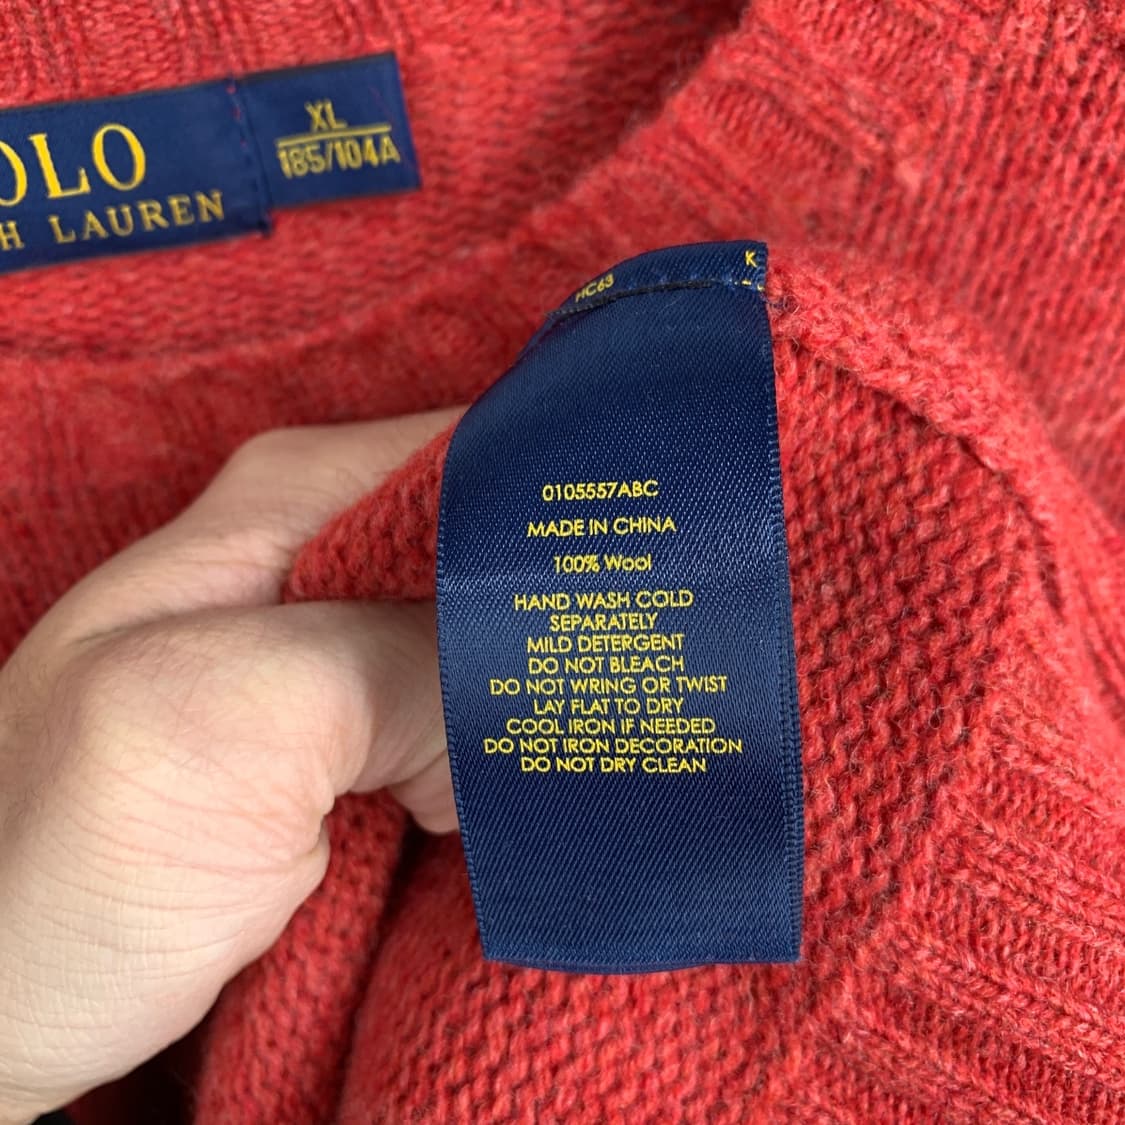 OLO
H LAUREN
XL
185/104A
HC63
K
0105557ABC
MADE IN CHINA
100% Wool
HAND WASH COLD
SEPARATELY
MILD DETERGENT
DO NOT BLEACH
DO NOT WRING OR TWIST
LAY FLAT TO DRY
COOL IRON IF NEEDED
DO NOT IRON DECORATION
DO NOT DRY CLEAN